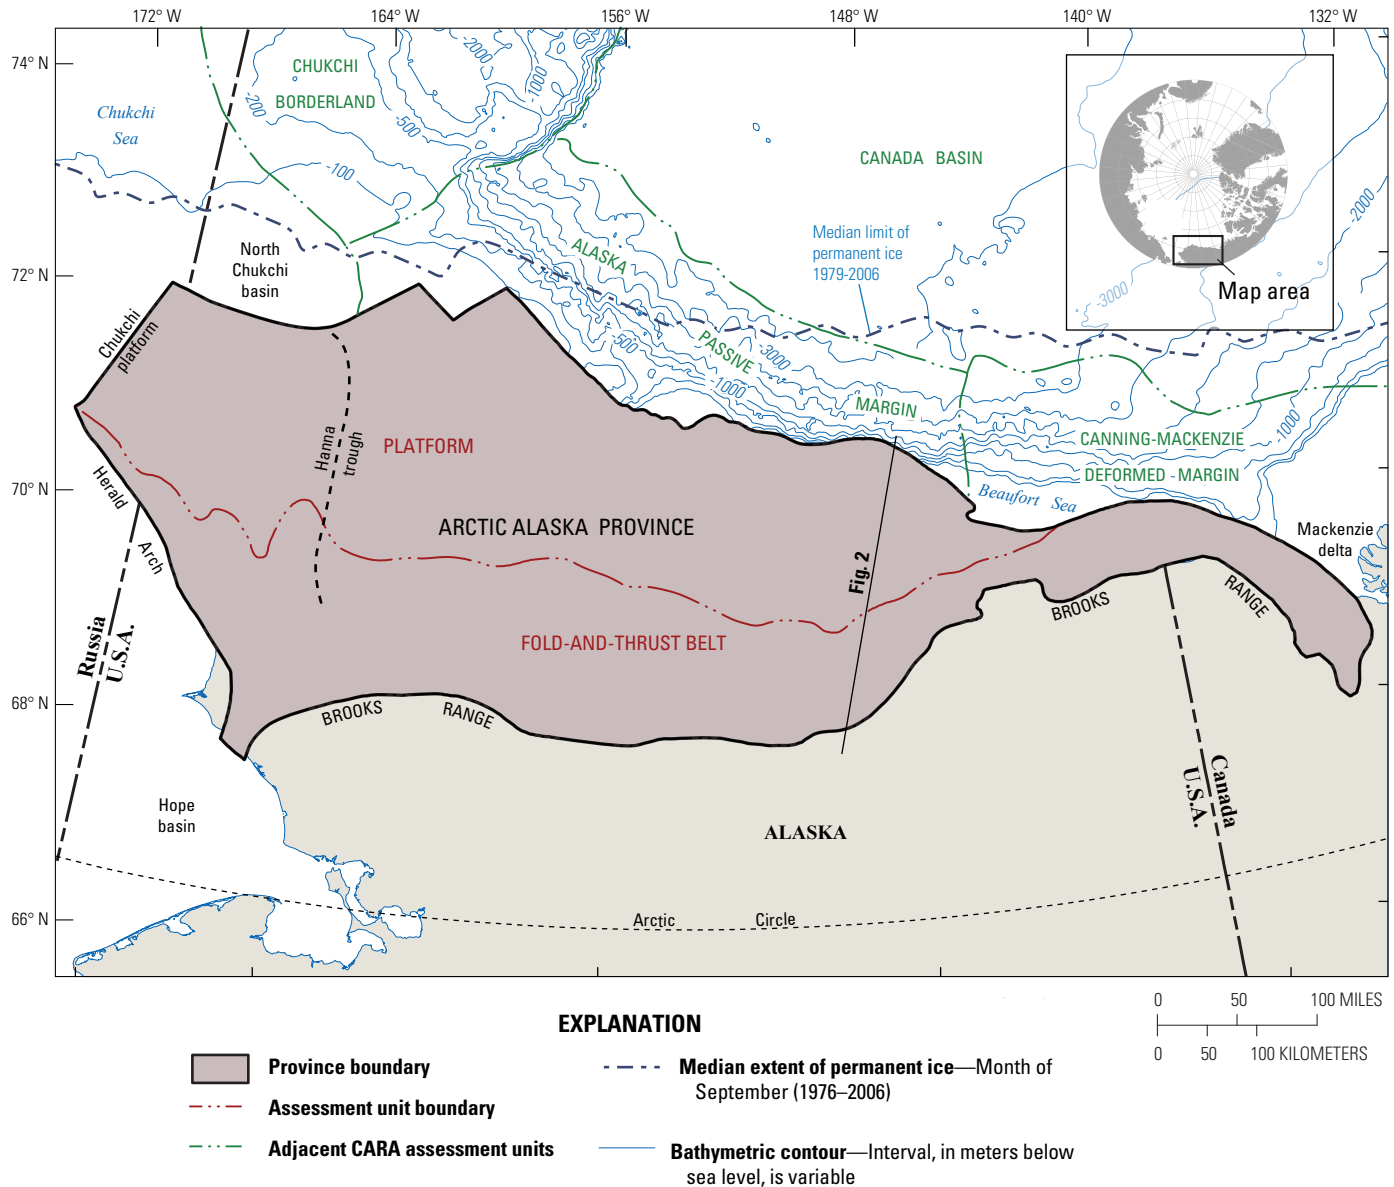 172° W
164° W
156° W
148° W
140° W
132° W
74° N
72° N
70° N
68° N
66° N
Chukchi
Sea
CHUKCHI
BORDERLAND
-200
-2000
-1000
-500
-100
CANADA BASIN
Map area
-2000
-3000
North
Chukchi
basin
Median limit of
permanent ice
1979-2006
ALASKA
PASSIVE
MARGIN
-500
-1000
-3000
-1000
Chukchi
platform
Hanna
trough
PLATFORM
CANNING-MACKENZIE
DEFORMED - MARGIN
Beaufort Sea
Herald
Arch
ARCTIC ALASKA PROVINCE
Mackenzie
delta
Fig. 2
FOLD-AND-THRUST BELT
BROOKS
RANGE
BROOKS
RANGE
Russia
U.S.A.
Canada
U.S.A.
Hope
basin
ALASKA
Arctic Circle
0 50 100 MILES
0 50 100 KILOMETERS
EXPLANATION
Province boundary
Assessment unit boundary
Adjacent CARA assessment units
Median extent of permanent ice—Month of
September (1976–2006)
Bathymetric contour—Interval, in meters below
sea level, is variable